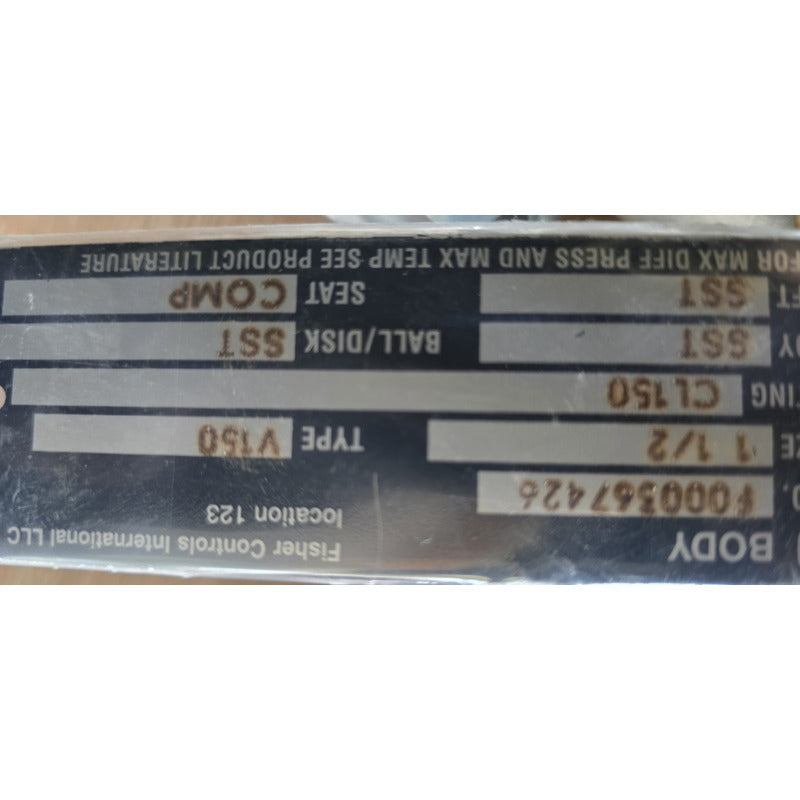 BODY Fisher Controls International LLC
location 123
F000367426
1 1/2 TYPE V150
CL150
SST BALL/DISK SST
SST SEAT COMP
FOR MAX DIFF PRESS AND MAX TEMP SEE PRODUCT LITERATURE